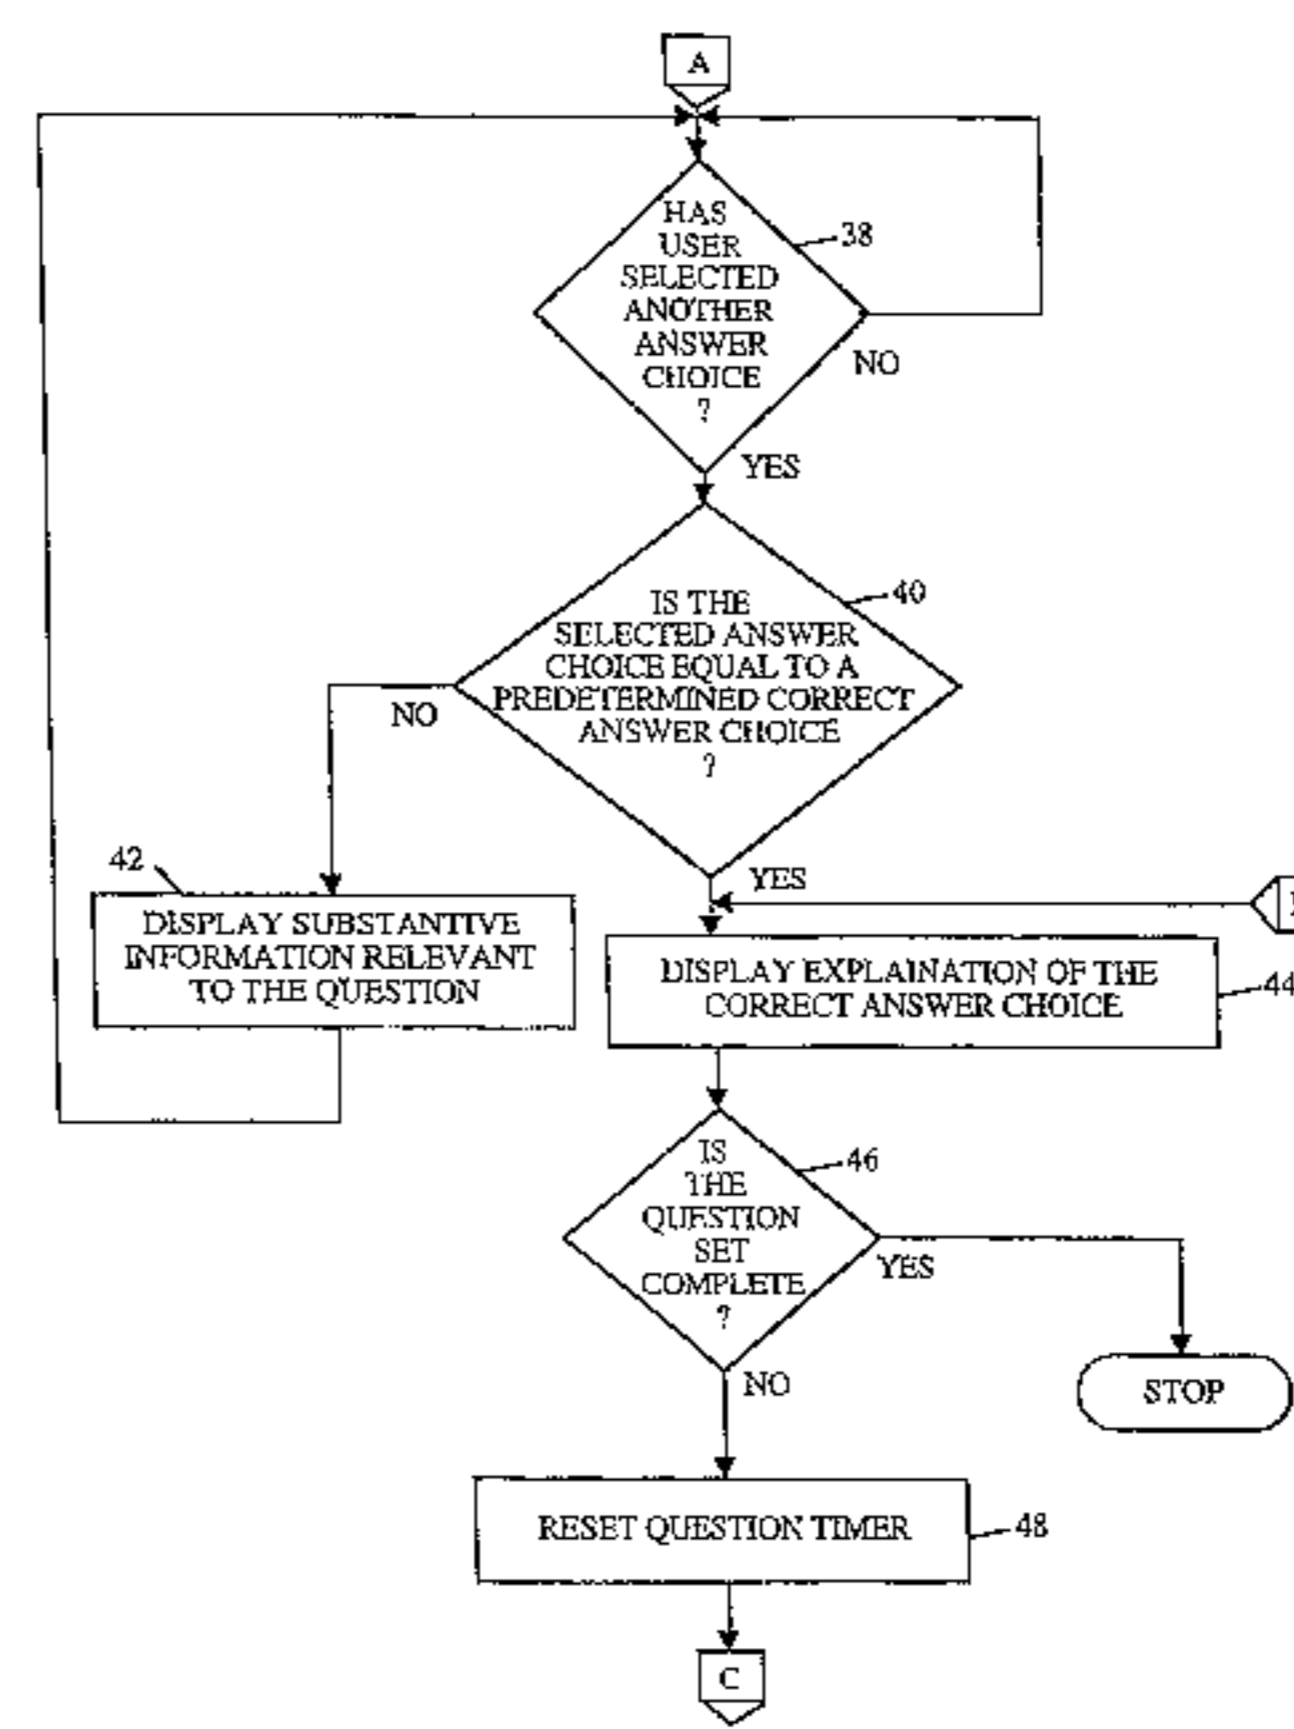 A
HAS
USER
SELECTED
ANOTHER
ANSWER
CHOICE
?
38
NO
YES
IS THE
SELECTED ANSWER
CHOICE EQUAL TO A
PREDETERMINED CORRECT
ANSWER CHOICE
?
40
NO
YES
42
DISPLAY SUBSTANTIVE
INFORMATION RELEVANT
TO THE QUESTION
DISPLAY EXPLAINATION OF THE
CORRECT ANSWER CHOICE
44
IS
THE
QUESTION
SET
COMPLETE
?
46
YES
NO
STOP
RESET QUESTION TIMER
48
C